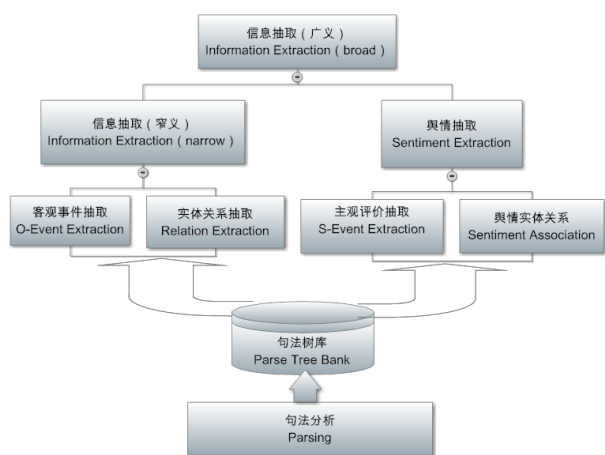 信息抽取（广义）
Information Extraction（broad）
信息抽取（窄义）
Information Extraction（narrow）
舆情抽取
Sentiment Extraction
客观事件抽取
O-Event Extraction
实体关系抽取
Relation Extraction
主观评价抽取
S-Event Extraction
舆情实体关系
Sentiment Association
句法树库
Parse Tree Bank
句法分析
Parsing